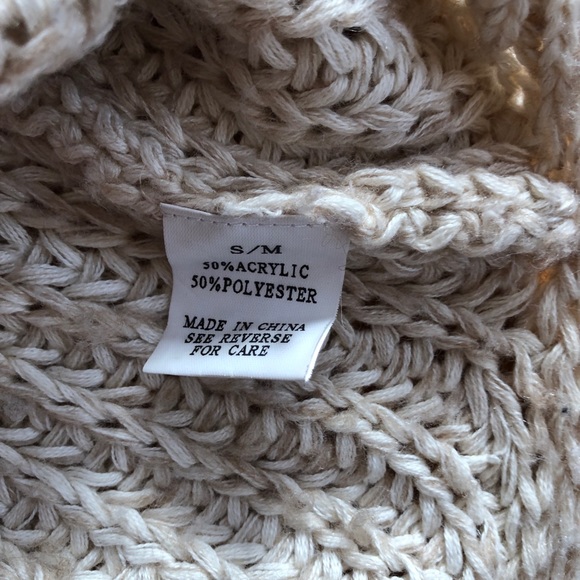 S/M
50%ACRYLIC
50%POLYESTER
MADE IN CHINA
SEE REVERSE
FOR CARE